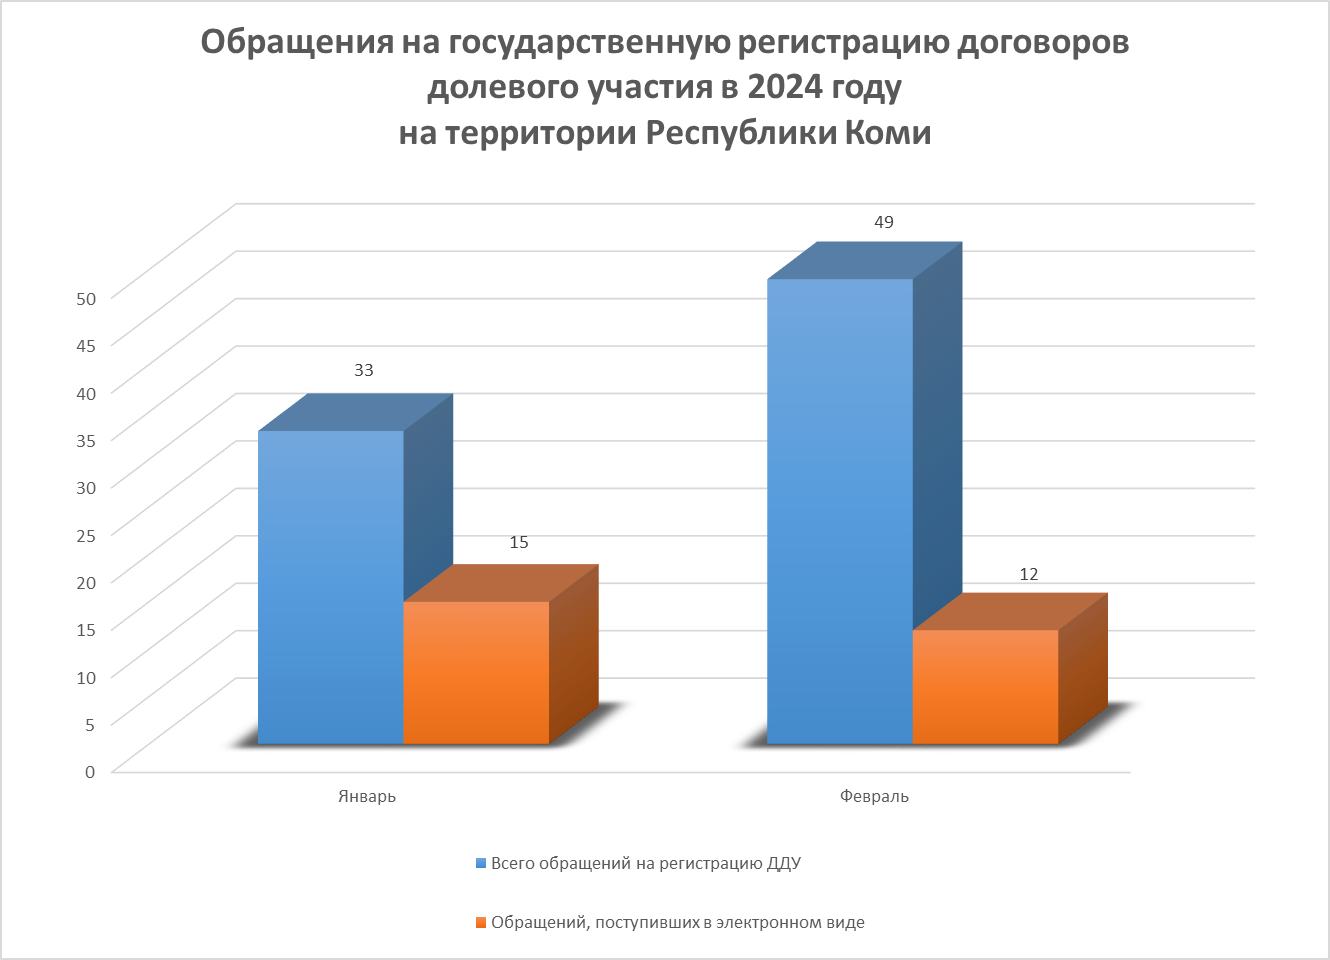 Обращения на государственную регистрацию договоров
долевого участия в 2024 году
на территории Республики Коми
49
50
45
33
40
35
30
25
15
20
12
15
10
5
0
Январь
Февраль
Всего обращений на регистрацию ДДУ
Обращений, поступивших в электронном виде